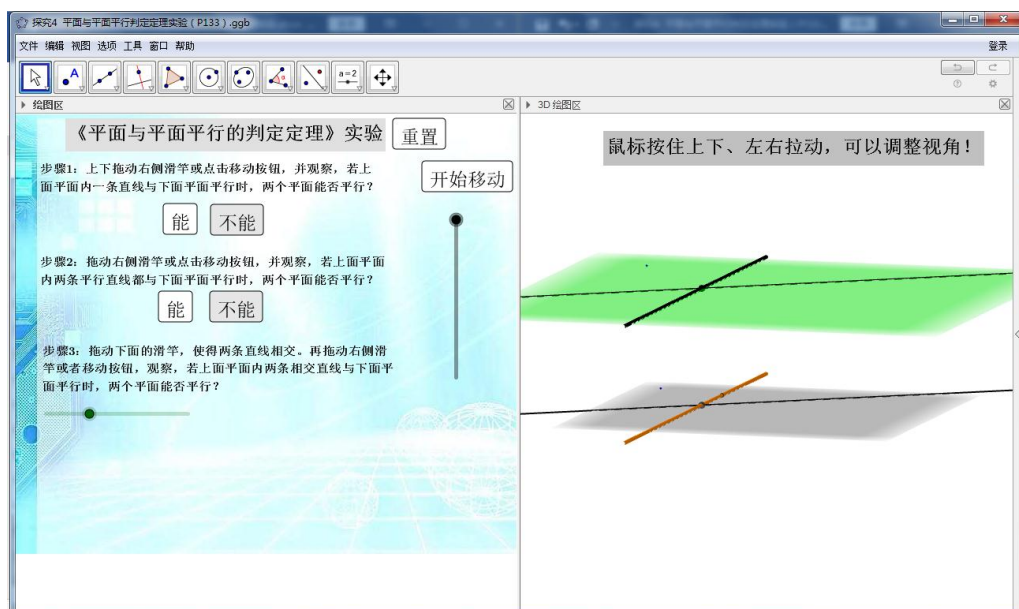 探究4 平面与平面平行判定定理实验（P133）.ggb
文件 编辑 视图 选项 工具 窗口 帮助
登录
A
a=2
绘图区
3D 绘图区
《平面与平面平行的判定定理》实验
重置
步骤1：上下拖动右侧滑竿或点击移动按钮，并观察，若上
面平面内一条直线与下面平面平行时，两个平面能否平行？
开始移动
能
不能
步骤2：拖动右侧滑竿或点击移动按钮，并观察，若上面平面
内两条平行直线都与下面平面平行时，两个平面能否平行？
能
不能
步骤3：拖动下面的滑竿，使得两条直线相交。再拖动右侧滑
竿或者移动按钮，观察，若上面平面内两条相交直线与下面平
面平行时，两个平面能否平行？
鼠标按住上下、左右拉动，可以调整视角！